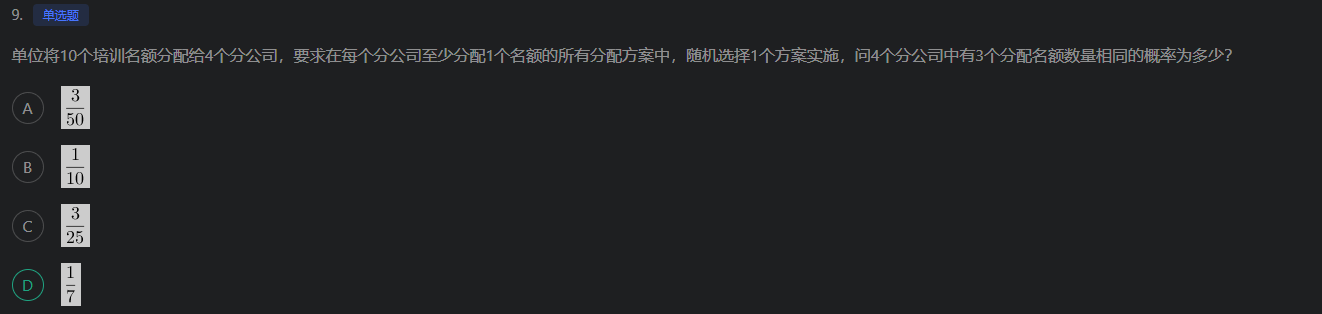 9. 单选题
单位将10个培训名额分配给4个分公司，要求在每个分公司至少分配1个名额的所有分配方案中，随机选择1个方案实施，问4个分公司中有3个分配名额数量相同的概率为多少？
A 3/50
B 1/10
C 3/25
D 1/7